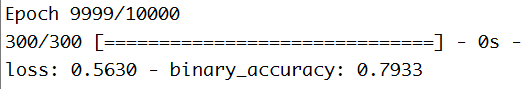 Epoch 9999/10000
300/300 [==============================] - 0s -
loss: 0.5630 - binary_accuracy: 0.7933